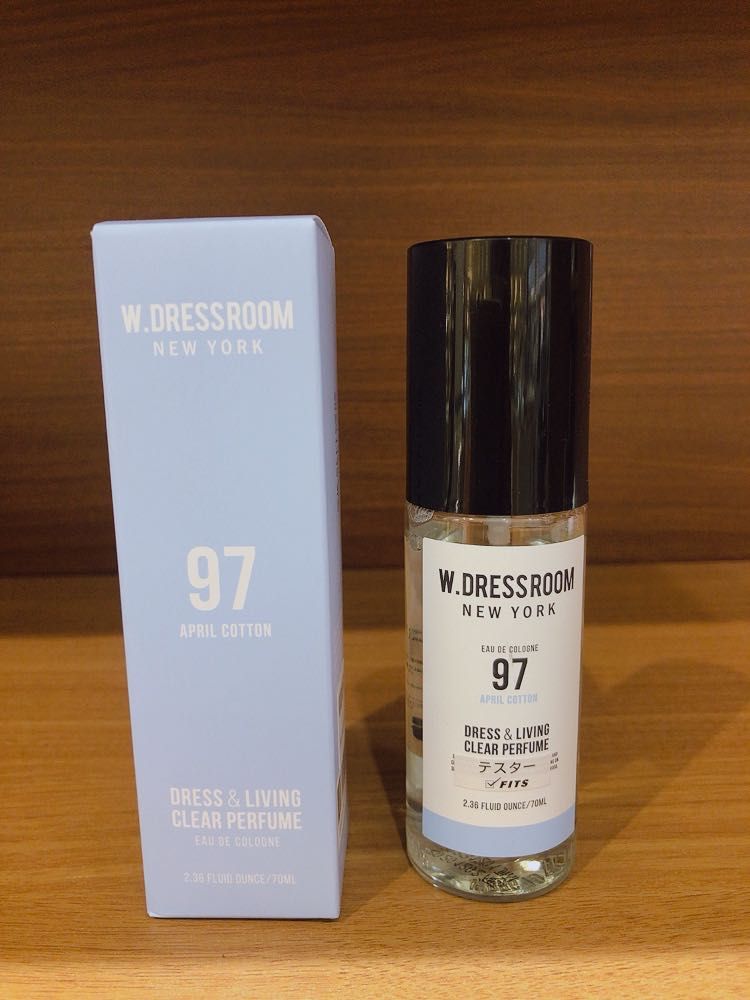 W.DRESSROOM
NEW YORK
97
APRIL COTTON
DRESS & LIVING
CLEAR PERFUME
EAU DE COLOGNE
2.36 FLUID OUNCE/70ML
W.DRESSROOM
NEW YORK
EAU DE COLOGNE
97
APRIL COTTON
DRESS & LIVING
CLEAR PERFUME
テスター
FITS
2.36 FLUID OUNCE/70ML